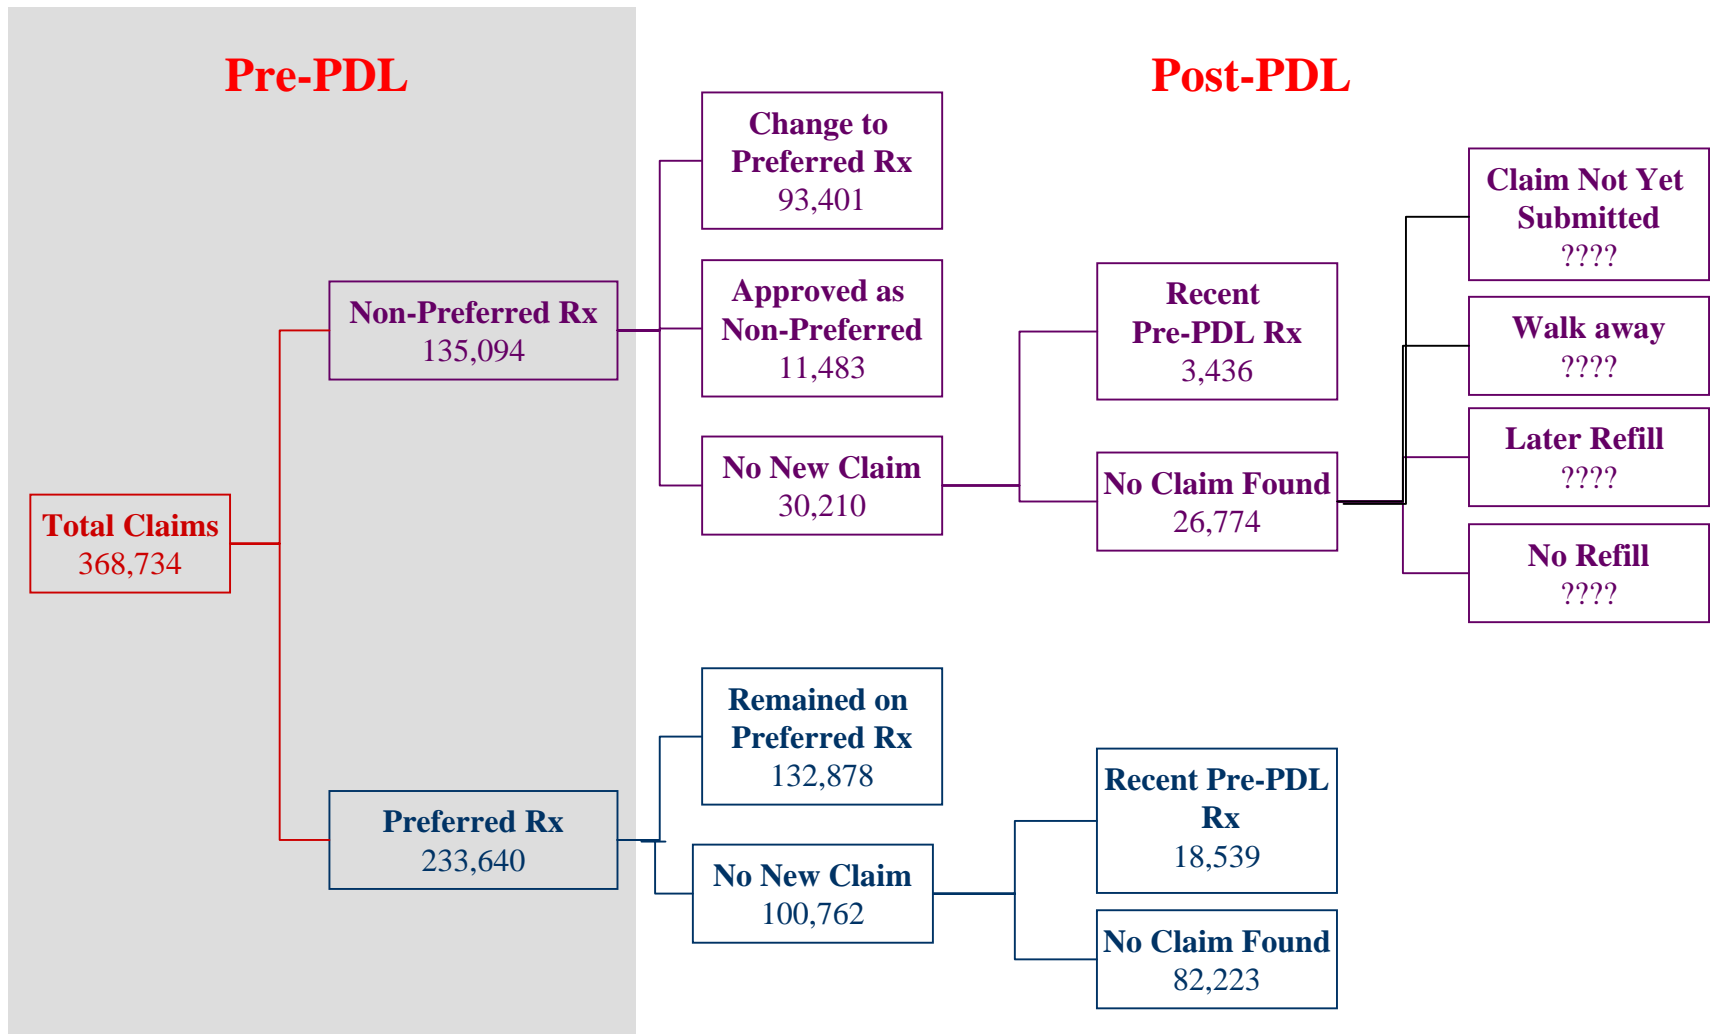 Pre-PDL
Post-PDL
Total Claims
368,734
Non-Preferred Rx
135,094
Change to
Preferred Rx
93,401
Approved as
Non-Preferred
11,483
No New Claim
30,210
Recent
Pre-PDL Rx
3,436
No Claim Found
26,774
Claim Not Yet
Submitted
????
Walk away
????
Later Refill
????
No Refill
????
Preferred Rx
233,640
Remained on
Preferred Rx
132,878
No New Claim
100,762
Recent Pre-PDL
Rx
18,539
No Claim Found
82,223